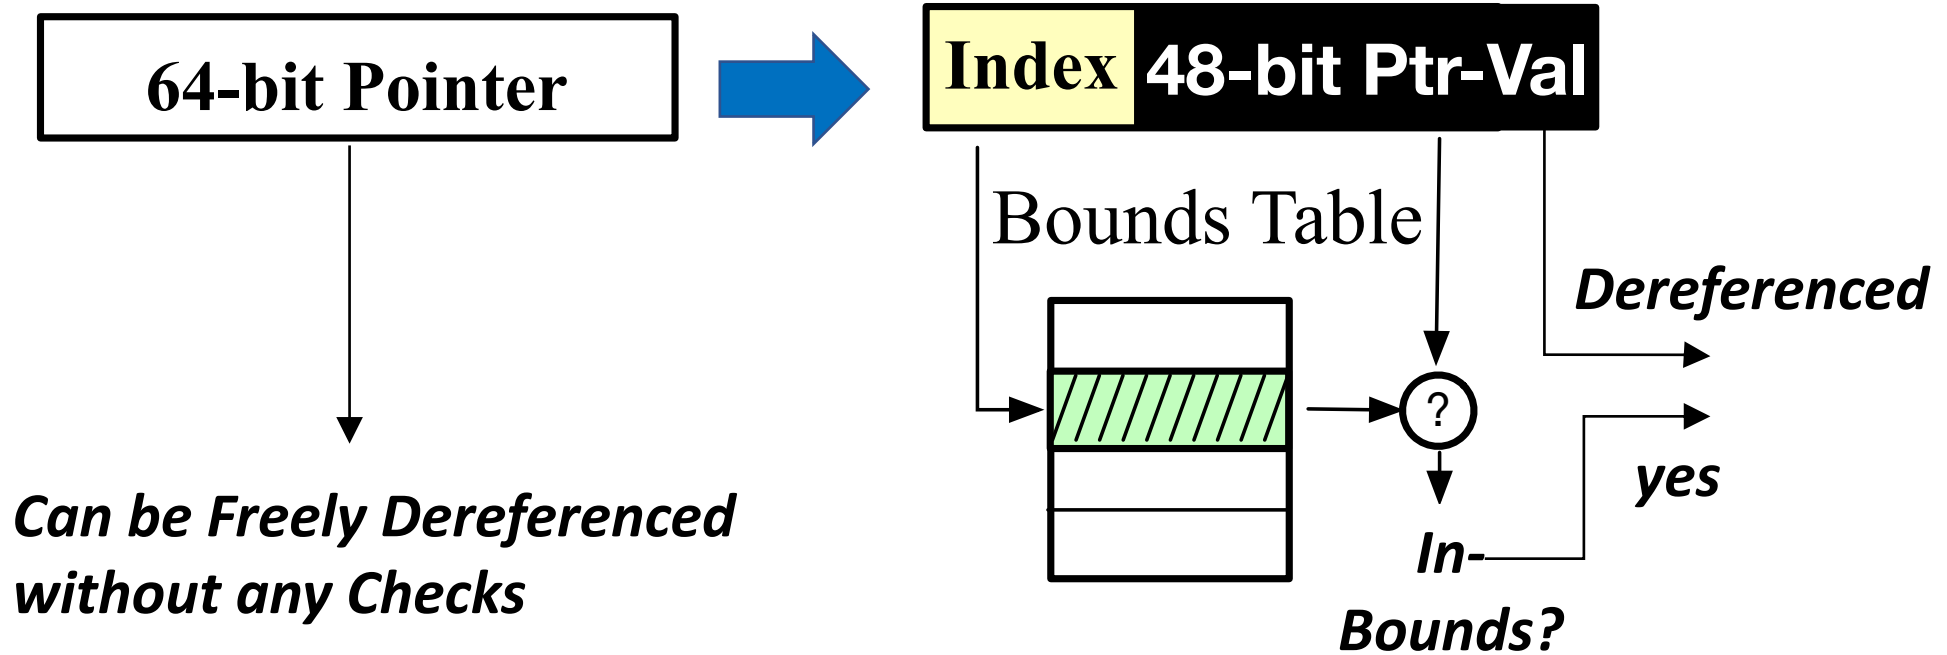 64-bit Pointer
Index 48-bit Ptr-Val
Bounds Table
Dereferenced
?
yes
Can be Freely Dereferenced
without any Checks
In-
Bounds?